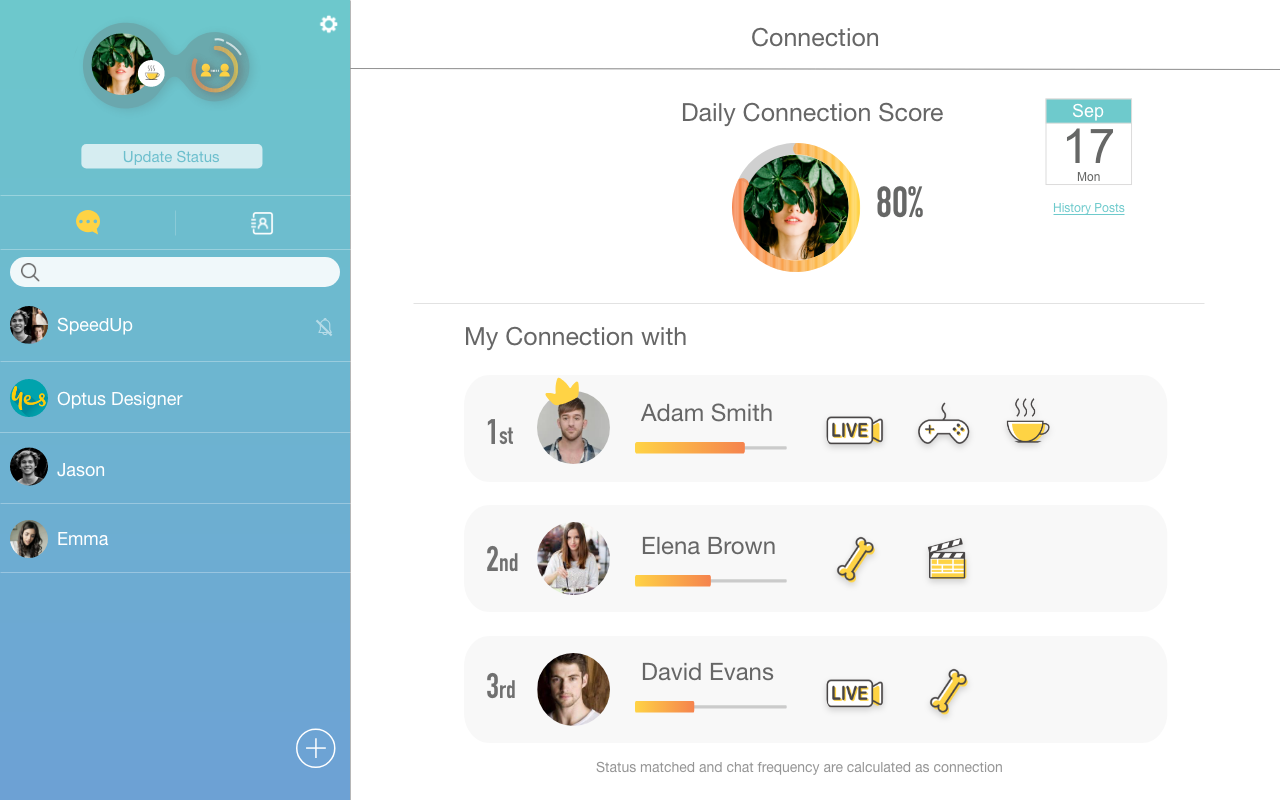 Update Status
SpeedUp
yes
Optus Designer
Jason
Emma
Connection
Daily Connection Score
80%
Sep
17
Mon
History Posts
My Connection with
1st
Adam Smith
LIVE
2nd
Elena Brown
3rd
David Evans
LIVE
Status matched and chat frequency are calculated as connection